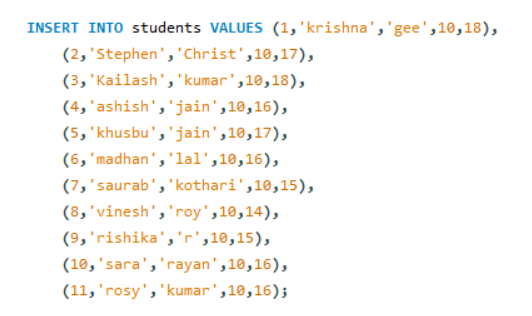 INSERT INTO students VALUES (1,'krishna','gee',10,18),
(2,'Stephen','Christ',10,17),
(3,'Kailash','kumar',10,18),
(4,'ashish','jain',10,16),
(5,'khusbu','jain',10,17),
(6,'madhan','lal',10,16),
(7,'saurab','kothari',10,15),
(8,'vinesh','roy',10,14),
(9,'rishika','r',10,15),
(10,'sara','rayan',10,16),
(11,'rosy','kumar',10,16);